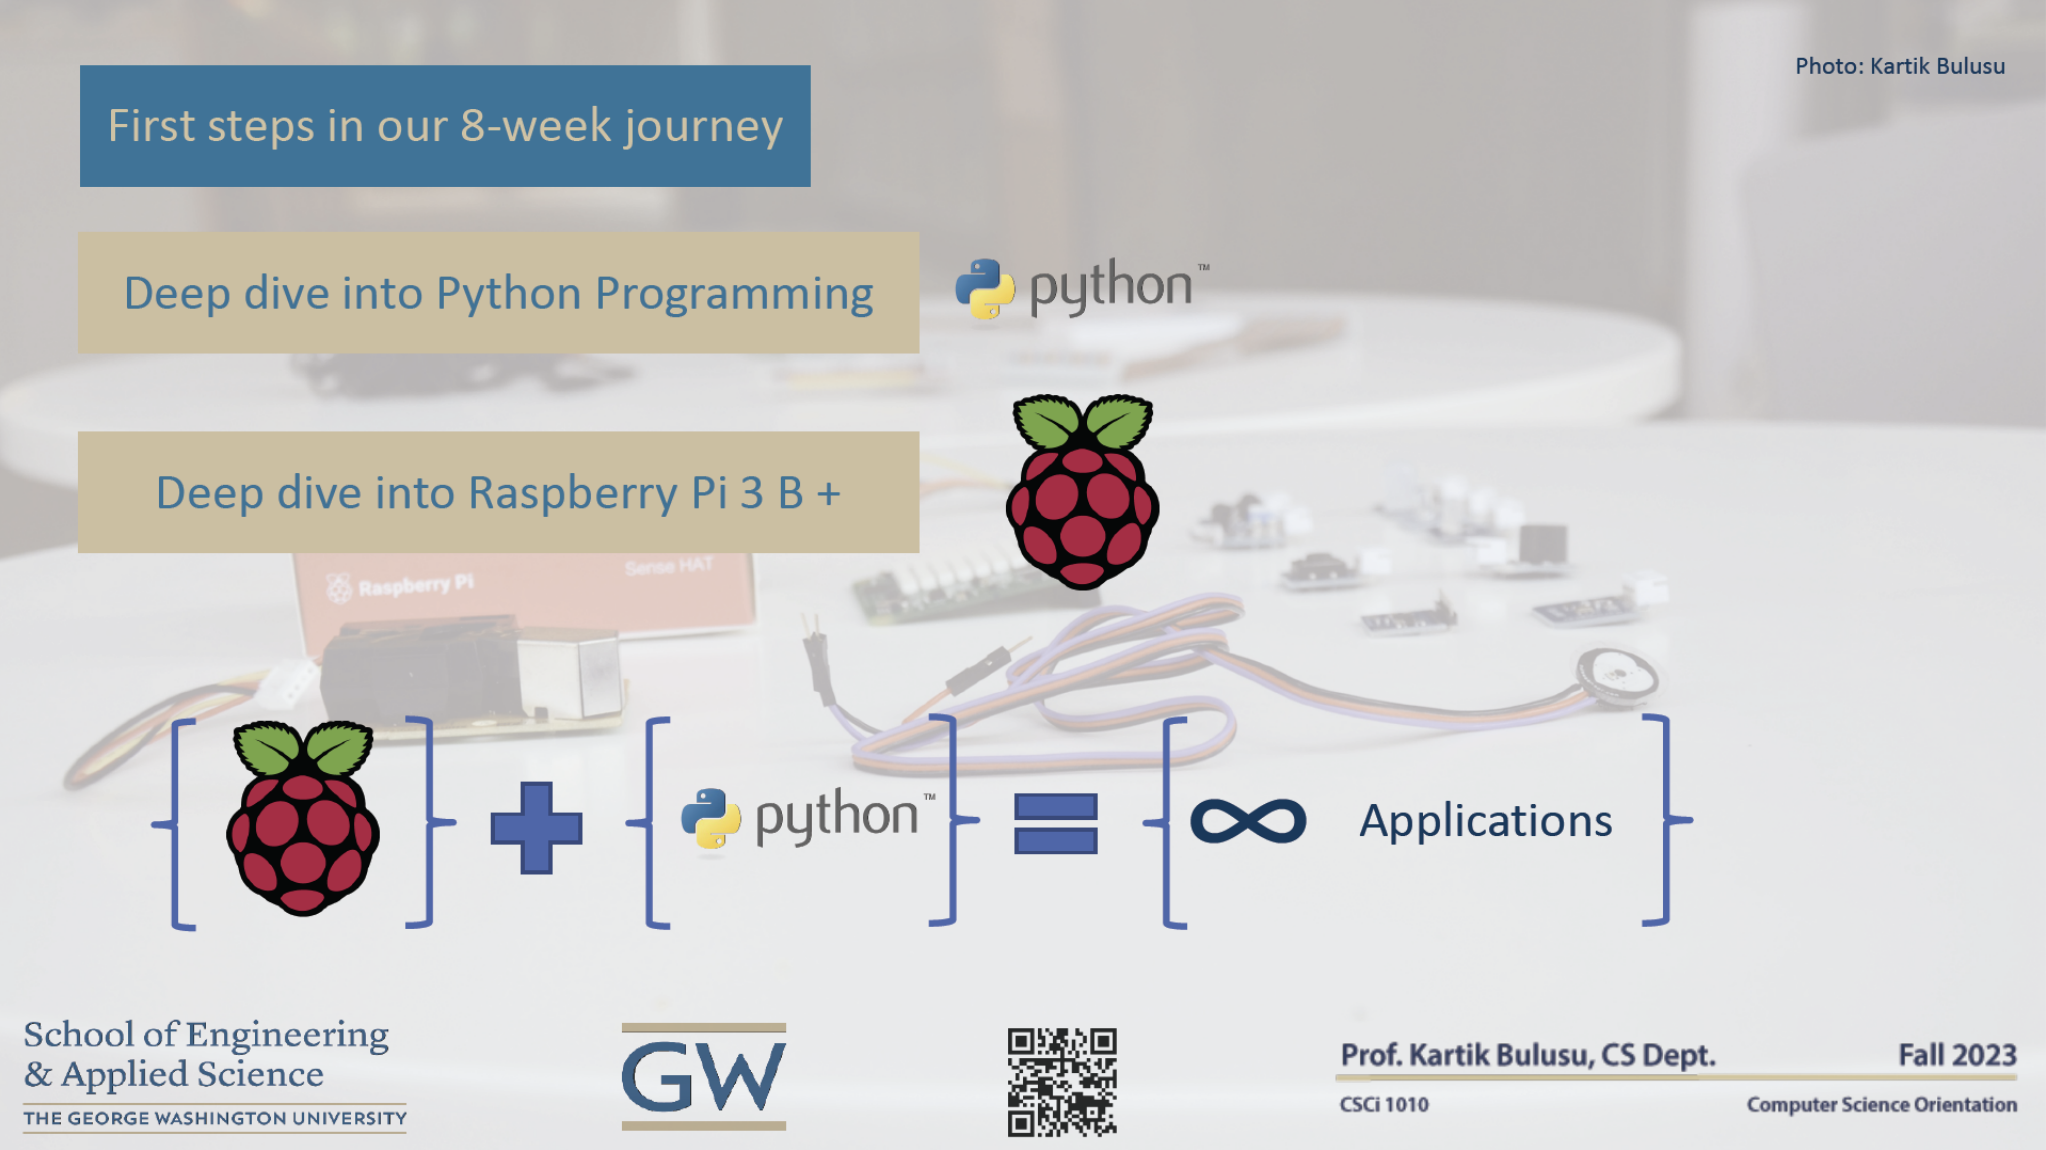 Photo: Kartik Bulusu
First steps in our 8-week journey
Deep dive into Python Programming
python™
Deep dive into Raspberry Pi 3 B +
Raspberry Pi
Sense HAT
python™
∞ Applications
School of Engineering
& Applied Science
THE GEORGE WASHINGTON UNIVERSITY
GW
Prof. Kartik Bulusu, CS Dept.
Fall 2023
CSCi 1010
Computer Science Orientation